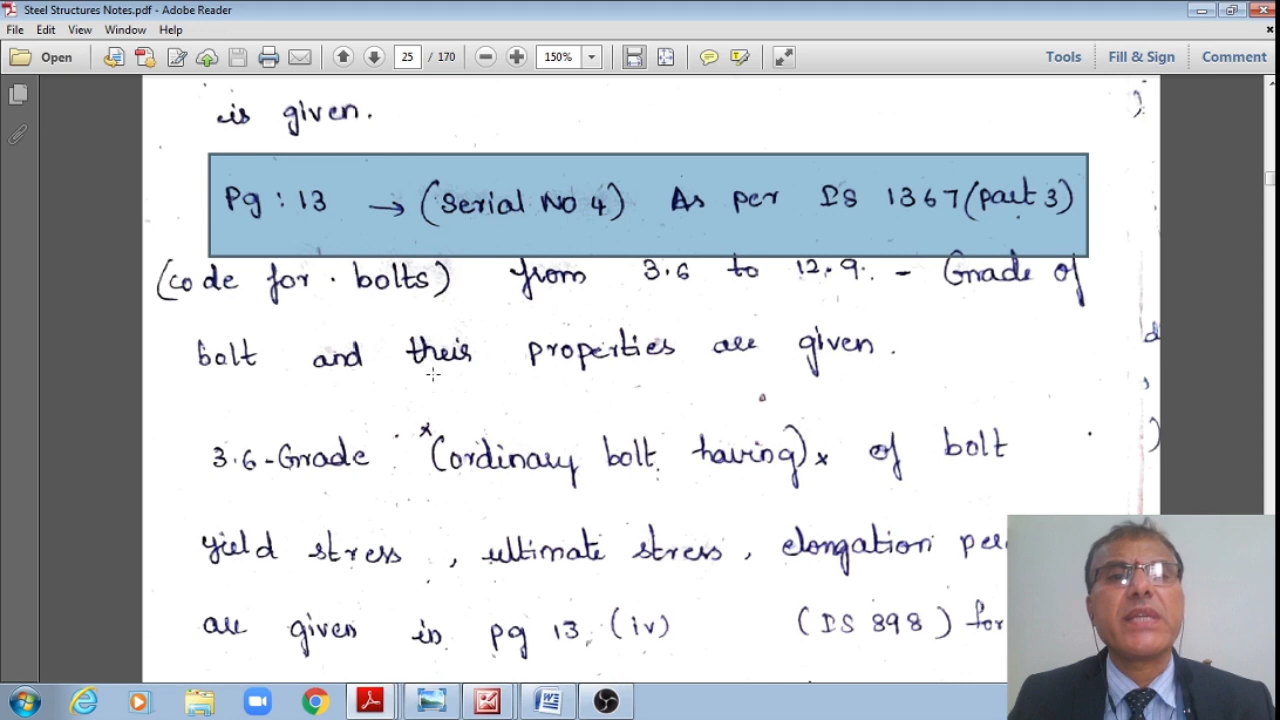 Steel Structures Notes.pdf - Adobe Reader
File Edit View Window Help
Open 25 / 170 150% Tools Fill & Sign Comment
is given.
Pg : 13 → (Serial No 4) As per IS 1367 (part 3)
(code for bolts) from 3.6 to 12.9. - Grade of
bolt and their properties are given.
3.6-Grade (ordinary bolt having) of bolt
yield stress, ultimate stress, elongation per
are given is pg 13 (iv) (IS 898) for